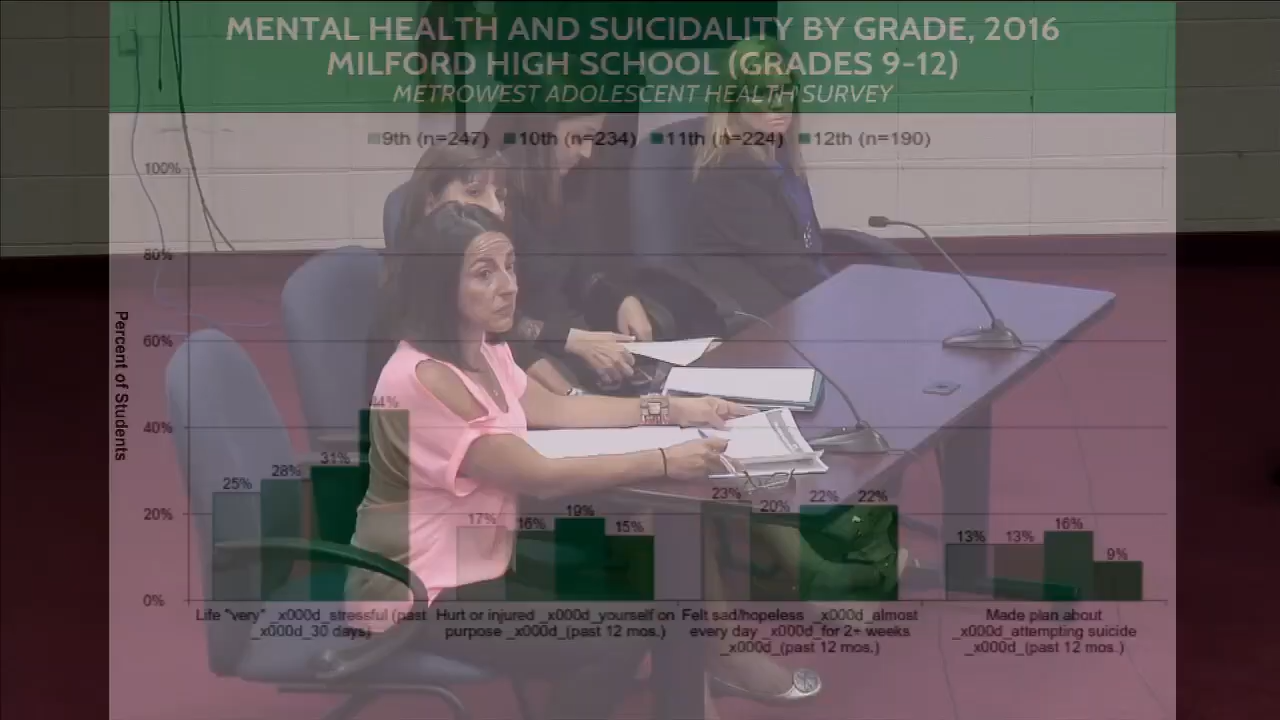 MENTAL HEALTH AND SUICIDALITY BY GRADE, 2016
MILFORD HIGH SCHOOL (GRADES 9-12)
METROWEST ADOLESCENT HEALTH SURVEY
9th (n=247) 10th (n=234) 11th (n=224) 12th (n=190)
Percent of Students
100%
80%
60%
40%
20%
0%
25% 28% 31% 44%
17% 16% 19% 15%
23% 20% 22% 22%
13% 13% 16% 9%
Life "very" _x000d_stressful (past
_x000d_30 days)
Hurt or injured _x000d_yourself on
purpose _x000d_(past 12 mos.)
Felt sad/hopeless _x000d_almost
every day _x000d_for 2+ weeks
_x000d_(past 12 mos.)
Made plan about
_x000d_attempting suicide
_x000d_(past 12 mos.)